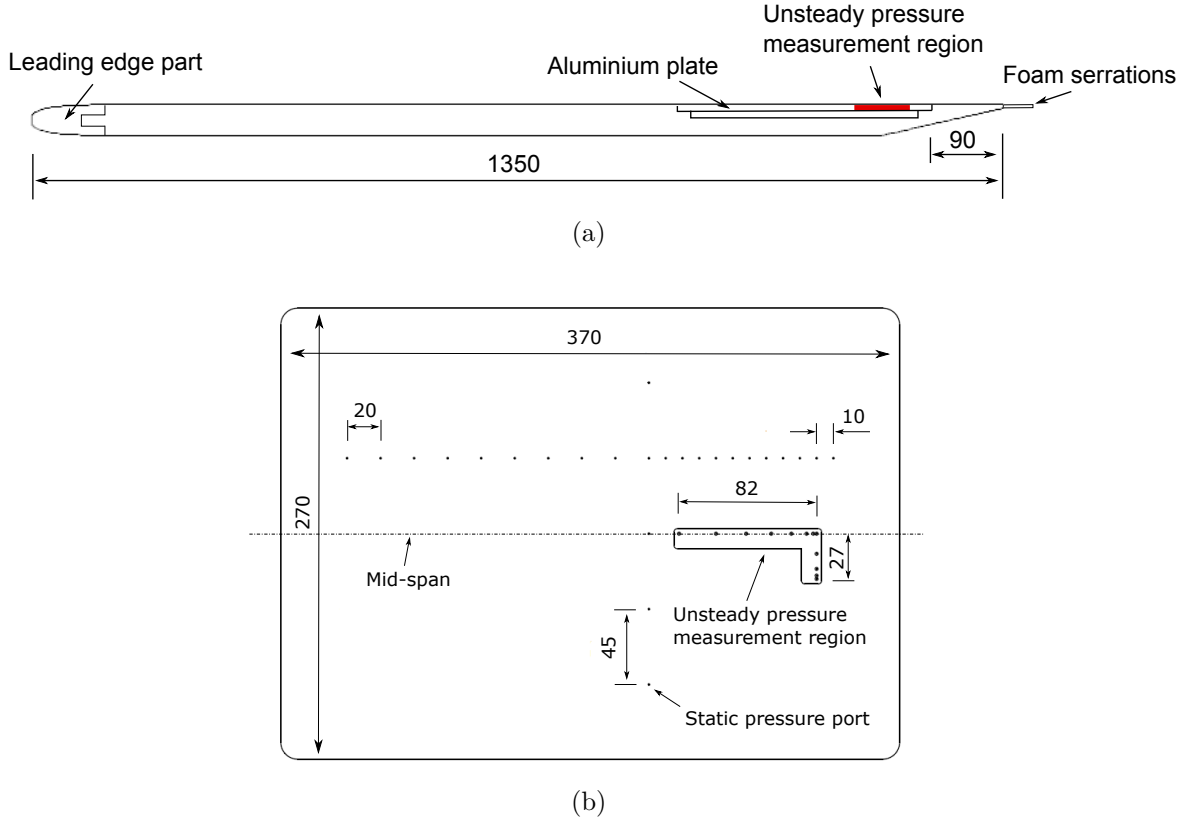 Unsteady pressure
measurement region
Leading edge part
Aluminium plate
Foam serrations
90
1350
(a)
370
20
10
82
270
27
Mid-span
Unsteady pressure
measurement region
45
Static pressure port
(b)